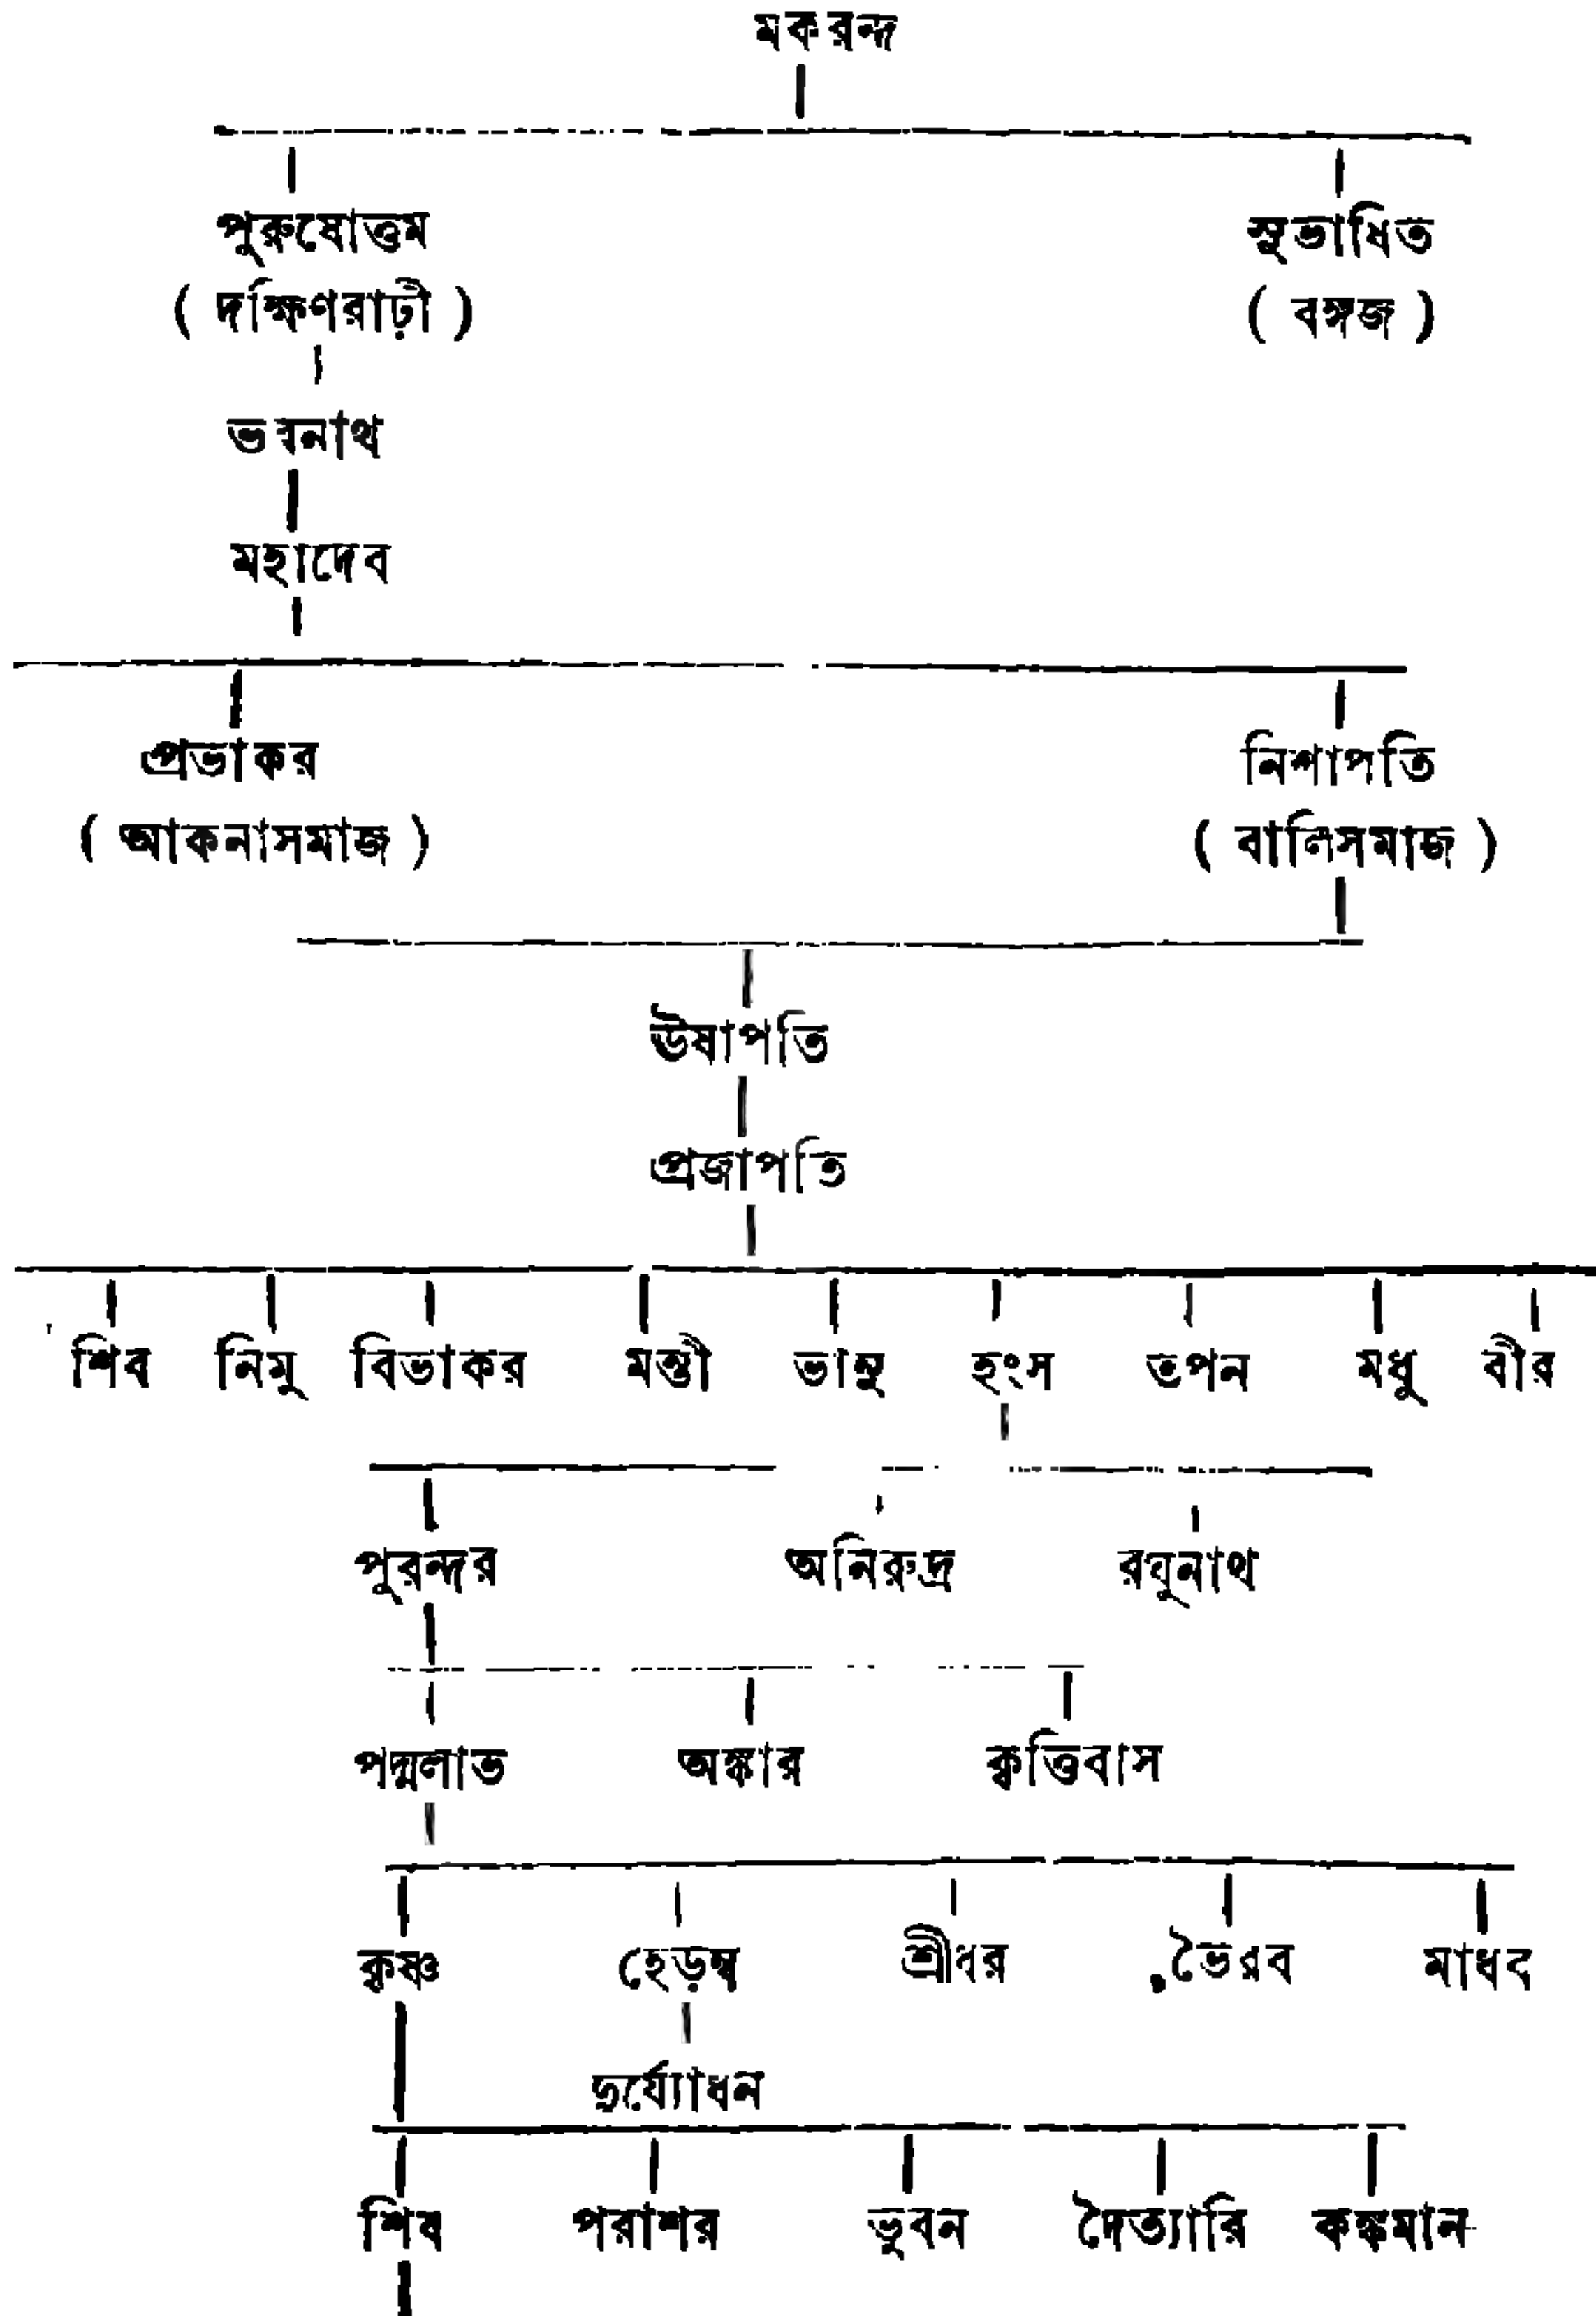 মকরন্দ
পুরুষোত্তম সুভাষিত
( দক্ষিণরাঢ়ী ) ( বঙ্গজ )
ভবনাথ
মহাদেব
প্রভাকর নিশাপতি
( আকনাসমাজ ) ( বালিসমাজ )
ঊষাপতি
প্রজাপতি
শিব নিমু বিভাকর মন্ত্রী ভানু হংস তপন মধু বীর
পুরন্দর অনিরুদ্র রঘুনাথ
পদ্মলাভ অঙ্কার কৃত্তিবাস
কৃষ্ণ হেড়ম্ব শ্রীধর ভৈরব মাধব
দুর্য্যোধন
শিব পরাশর ভুবন দৈত্যারি কঙ্কমান